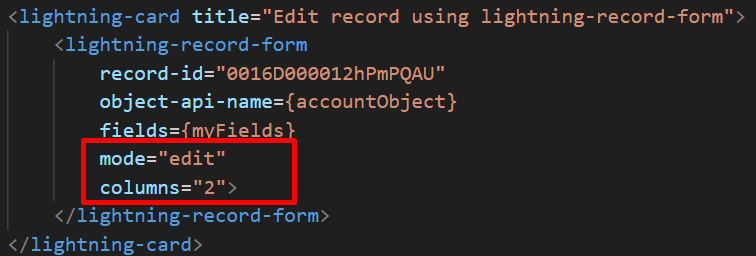 <lightning-card title="Edit record using lightning-record-form">
<lightning-record-form
record-id="0016D000012hPmPQAU"
object-api-name={accountObject}
fields={myFields}
mode="edit"
columns="2">
</lightning-record-form>
</lightning-card>